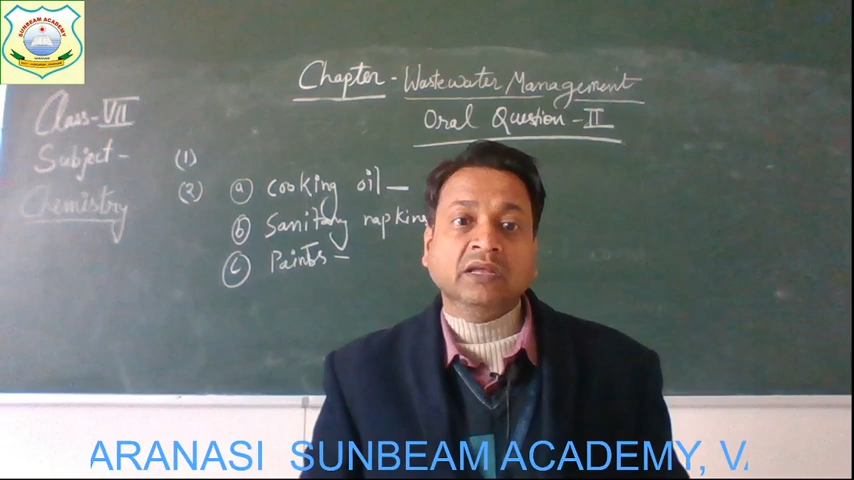 SUNBEAM ACADEMY
Chapter - Wastewater Management
Oral Question - II
Class - VII
Subject -
Chemistry
(1)
(2) (a) Cooking oil —
(b) Sanitary napkins
(c) Paints —
ARANASI SUNBEAM ACADEMY, VA